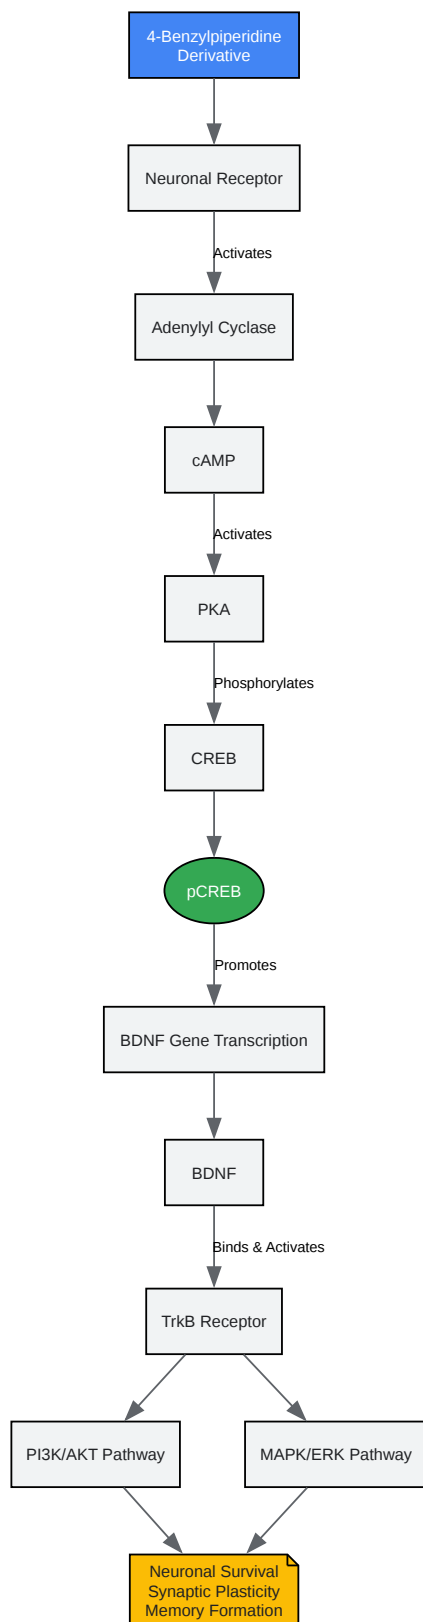 4-Benzylpiperidine
Derivative
Neuronal Receptor
Activates
Adenylyl Cyclase
cAMP
Activates
PKA
Phosphorylates
CREB
pCREB
Promotes
BDNF Gene Transcription
BDNF
Binds & Activates
TrkB Receptor
PI3K/AKT Pathway
MAPK/ERK Pathway
Neuronal Survival
Synaptic Plasticity
Memory Formation